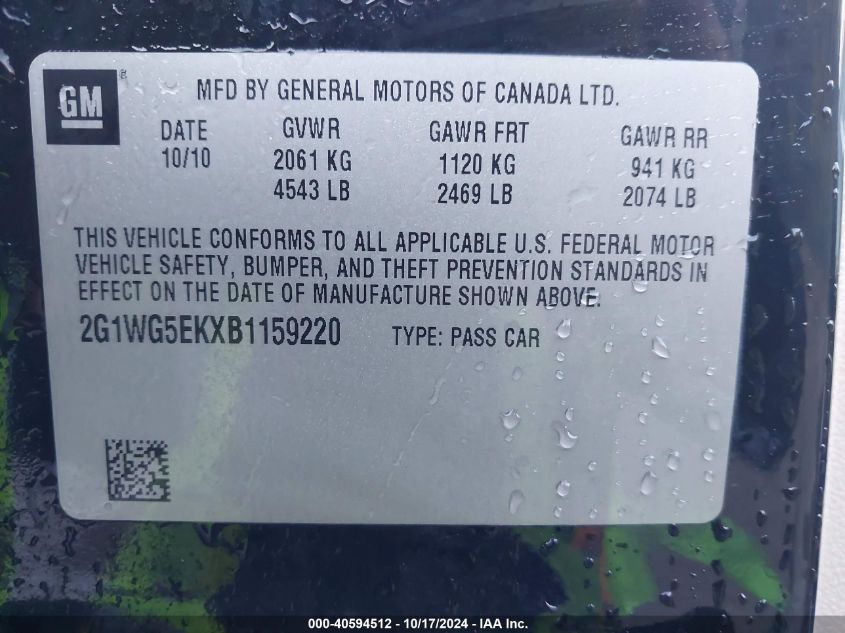 GM
MFD BY GENERAL MOTORS OF CANADA LTD.
DATE GVWR GAWR FRT GAWR RR
10/10 2061 KG 1120 KG 941 KG
4543 LB 2469 LB 2074 LB
THIS VEHICLE CONFORMS TO ALL APPLICABLE U.S. FEDERAL MOTOR
VEHICLE SAFETY, BUMPER, AND THEFT PREVENTION STANDARDS IN
EFFECT ON THE DATE OF MANUFACTURE SHOWN ABOVE.
2G1WG5EKXB1159220 TYPE: PASS CAR
000-40594512 - 10/17/2024 - IAA Inc.